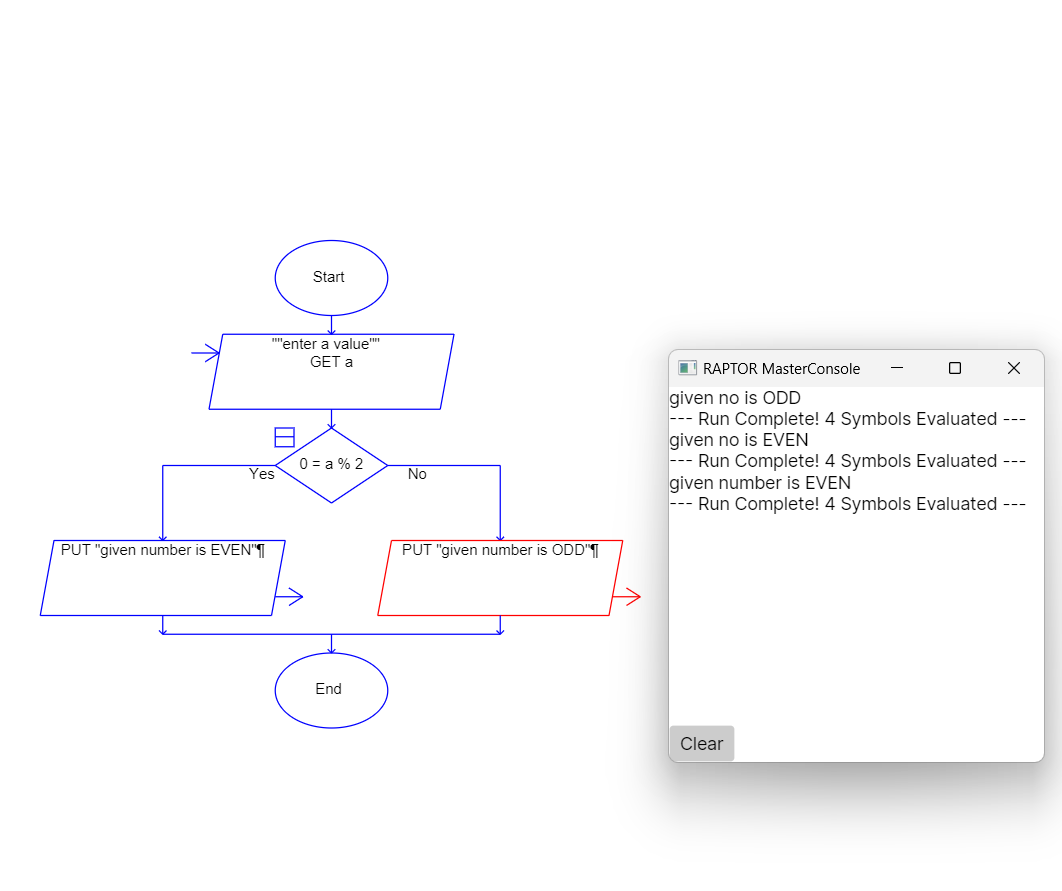 Start
""enter a value""
GET a
0 = a % 2
Yes
No
PUT "given number is EVEN"¶
PUT "given number is ODD"¶
End
RAPTOR MasterConsole
given no is ODD
--- Run Complete! 4 Symbols Evaluated ---
given no is EVEN
--- Run Complete! 4 Symbols Evaluated ---
given number is EVEN
--- Run Complete! 4 Symbols Evaluated ---
Clear